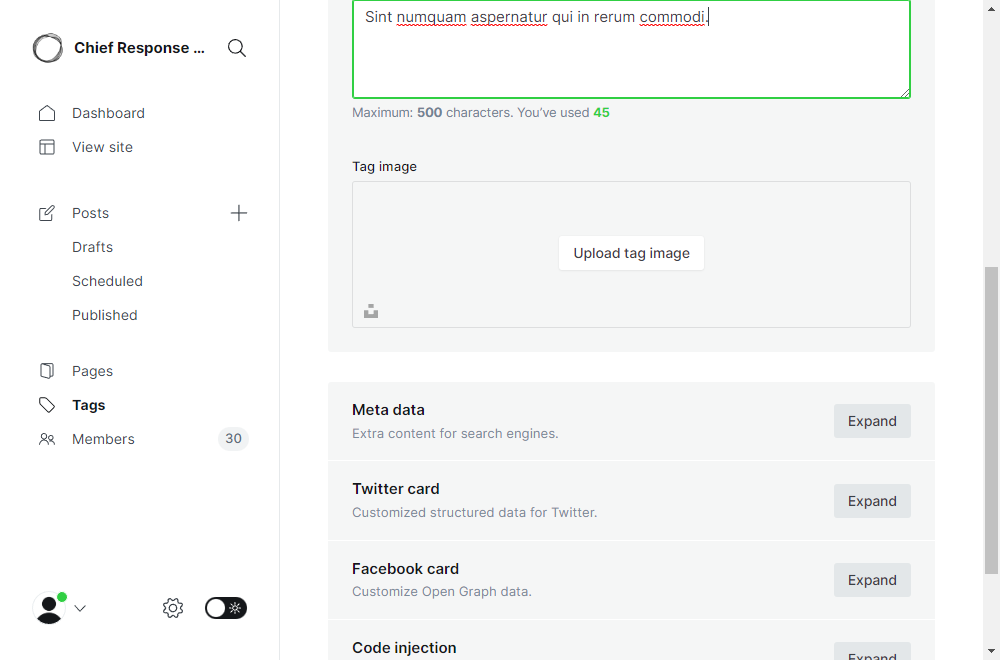 Chief Response ...
Dashboard
View site
Posts
Drafts
Scheduled
Published
Pages
Tags
Members 30
Sint numquam aspernatur qui in rerum commodi.
Maximum: 500 characters. You’ve used 45
Tag image
Upload tag image
Meta data
Extra content for search engines.
Expand
Twitter card
Customized structured data for Twitter.
Expand
Facebook card
Customize Open Graph data.
Expand
Code injection
Expand